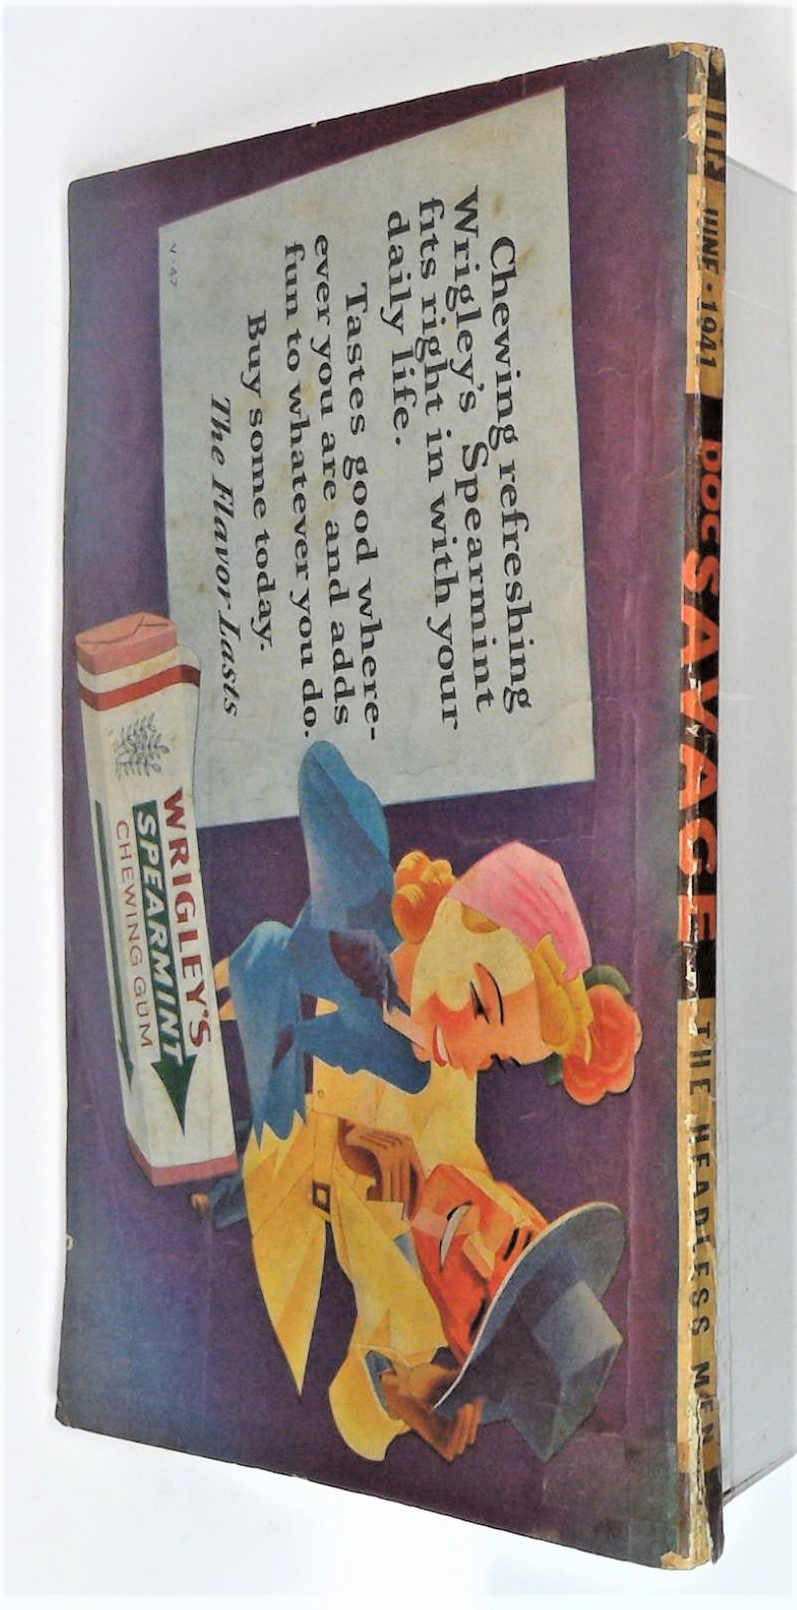 10¢ JUNE · 1941 DOC SAVAGE THE HEADLESS MEN
Chewing refreshing
Wrigley's Spearmint
fits right in with your
daily life.
Tastes good where-
ever you are and adds
fun to whatever you do.
Buy some today.
The Flavor Lasts
V-47
WRIGLEY'S
SPEARMINT
CHEWING GUM